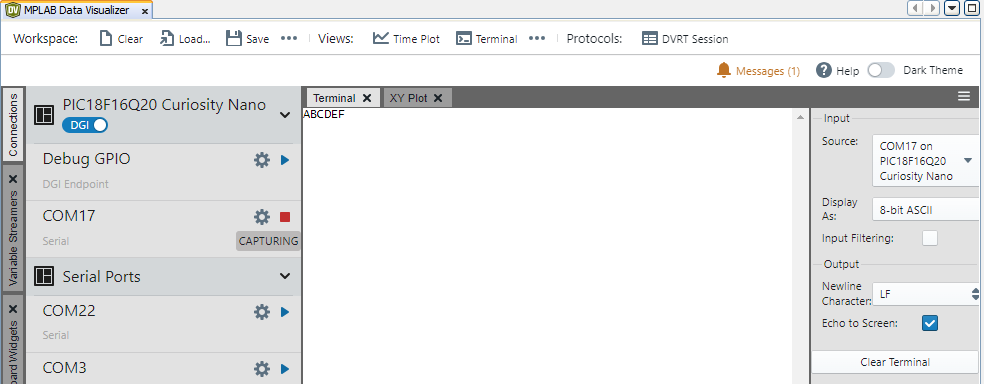 MPLAB Data Visualizer
Workspace: Clear Load... Save Views: Time Plot Terminal Protocols: DVRT Session
Messages (1) Help Dark Theme
Connections
Variable Streamers
oard Widgets
PIC18F16Q20 Curiosity Nano
DGI
Debug GPIO
DGI Endpoint
COM17
Serial
CAPTURING
Serial Ports
COM22
Serial
COM3
Terminal XY Plot
ABCDEF
Input
Source: COM17 on
PIC18F16Q20
Curiosity Nano
Display
As: 8-bit ASCII
Input Filtering:
Output
Newline
Character: LF
Echo to Screen:
Clear Terminal